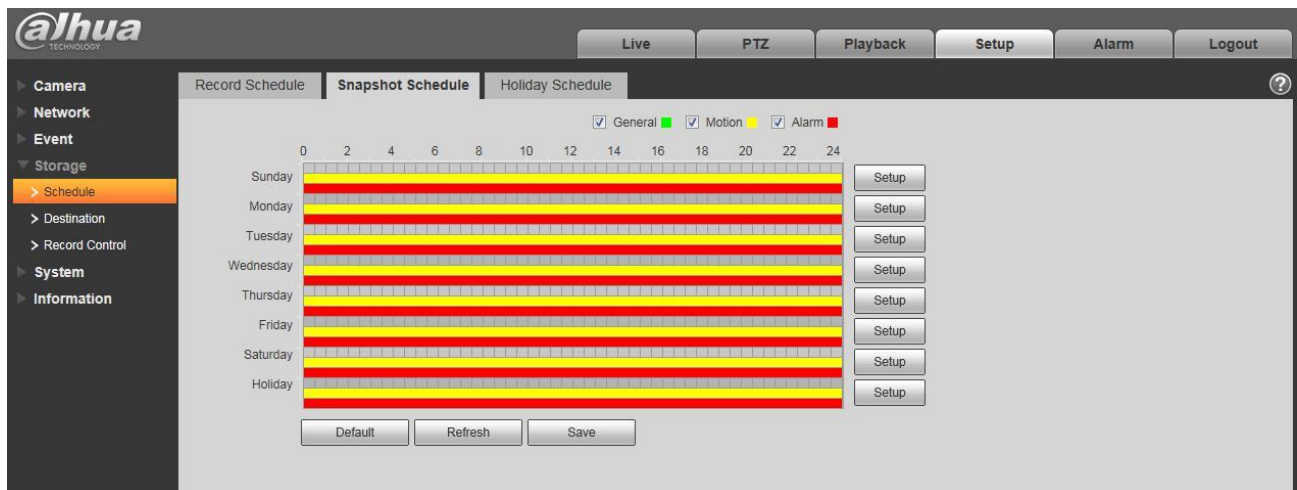 alhua
TECHNOLOGY
Live PTZ Playback Setup Alarm Logout
Camera
Network
Event
Storage
> Schedule
> Destination
> Record Control
System
Information
Record Schedule Snapshot Schedule Holiday Schedule ?
General Motion Alarm
0 2 4 6 8 10 12 14 16 18 20 22 24
Sunday Setup
Monday Setup
Tuesday Setup
Wednesday Setup
Thursday Setup
Friday Setup
Saturday Setup
Holiday Setup
Default Refresh Save